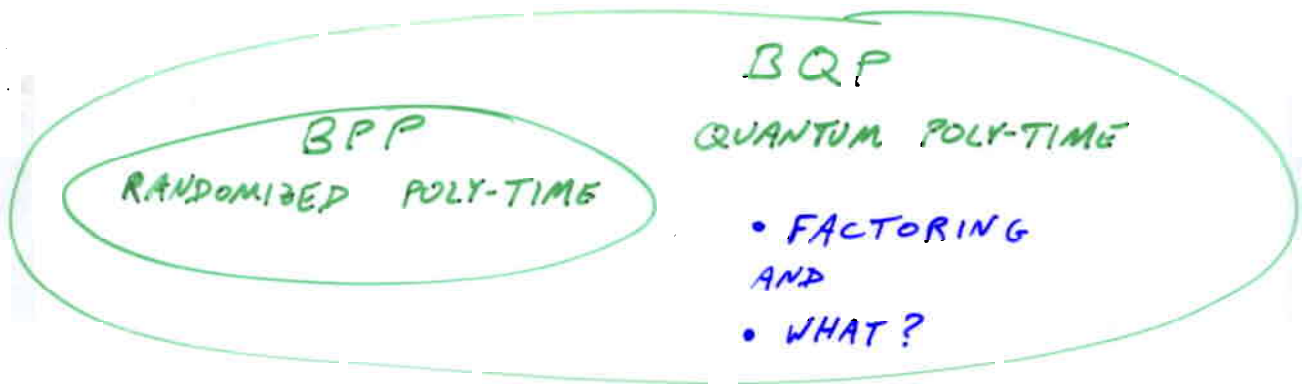 BQP
BPP
QUANTUM POLY-TIME
RANDOMIZED POLY-TIME
• FACTORING
AND
• WHAT?